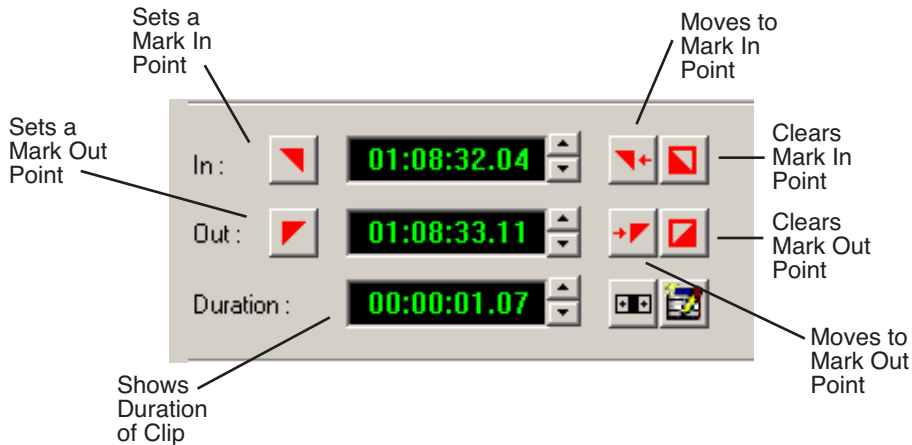 Sets a
Mark In
Point
Moves to
Mark In
Point
Sets a
Mark Out
Point
In :
01:08:32.04
Clears
Mark In
Point
Out :
01:08:33.11
Clears
Mark Out
Point
Duration :
00:00:01.07
Moves to
Mark Out
Point
Shows
Duration
of Clip